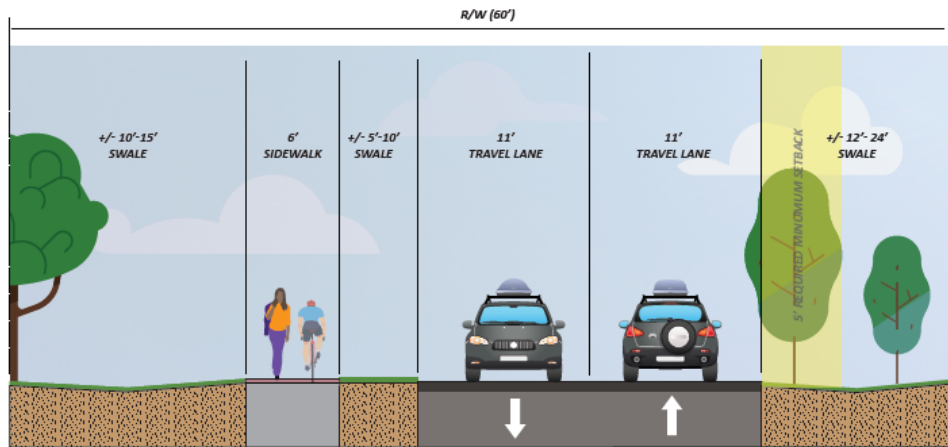 R/W (60')
+/- 10'-15'
SWALE
6'
SIDEWALK
+/- 5'-10'
SWALE
11'
TRAVEL LANE
11'
TRAVEL LANE
5' REQUIRED MINIMUM SETBACK
+/- 12'- 24'
SWALE